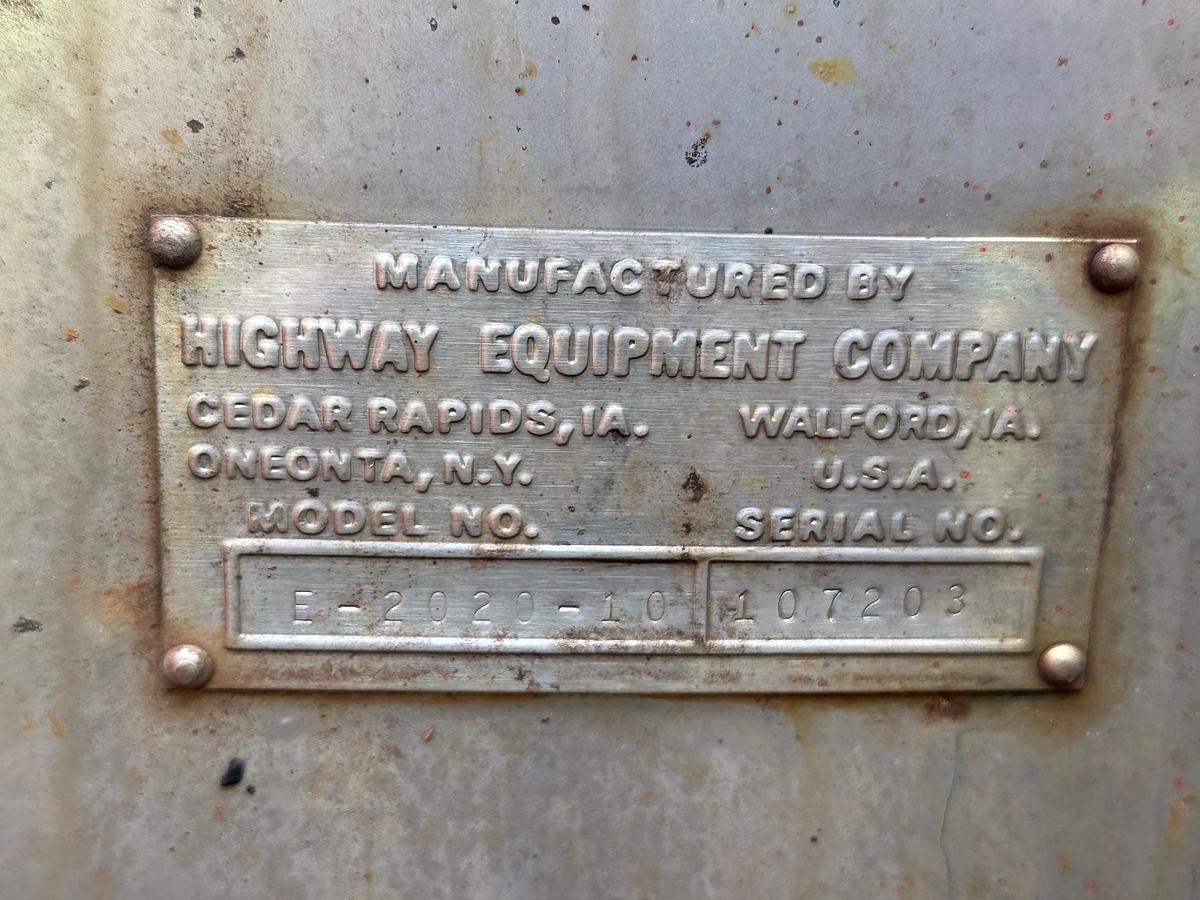 MANUFACTURED BY
HIGHWAY EQUIPMENT COMPANY
CEDAR RAPIDS, IA. WALFORD, IA.
ONEONTA, N.Y. U.S.A.
MODEL NO. SERIAL NO.
E-2020-10 107203